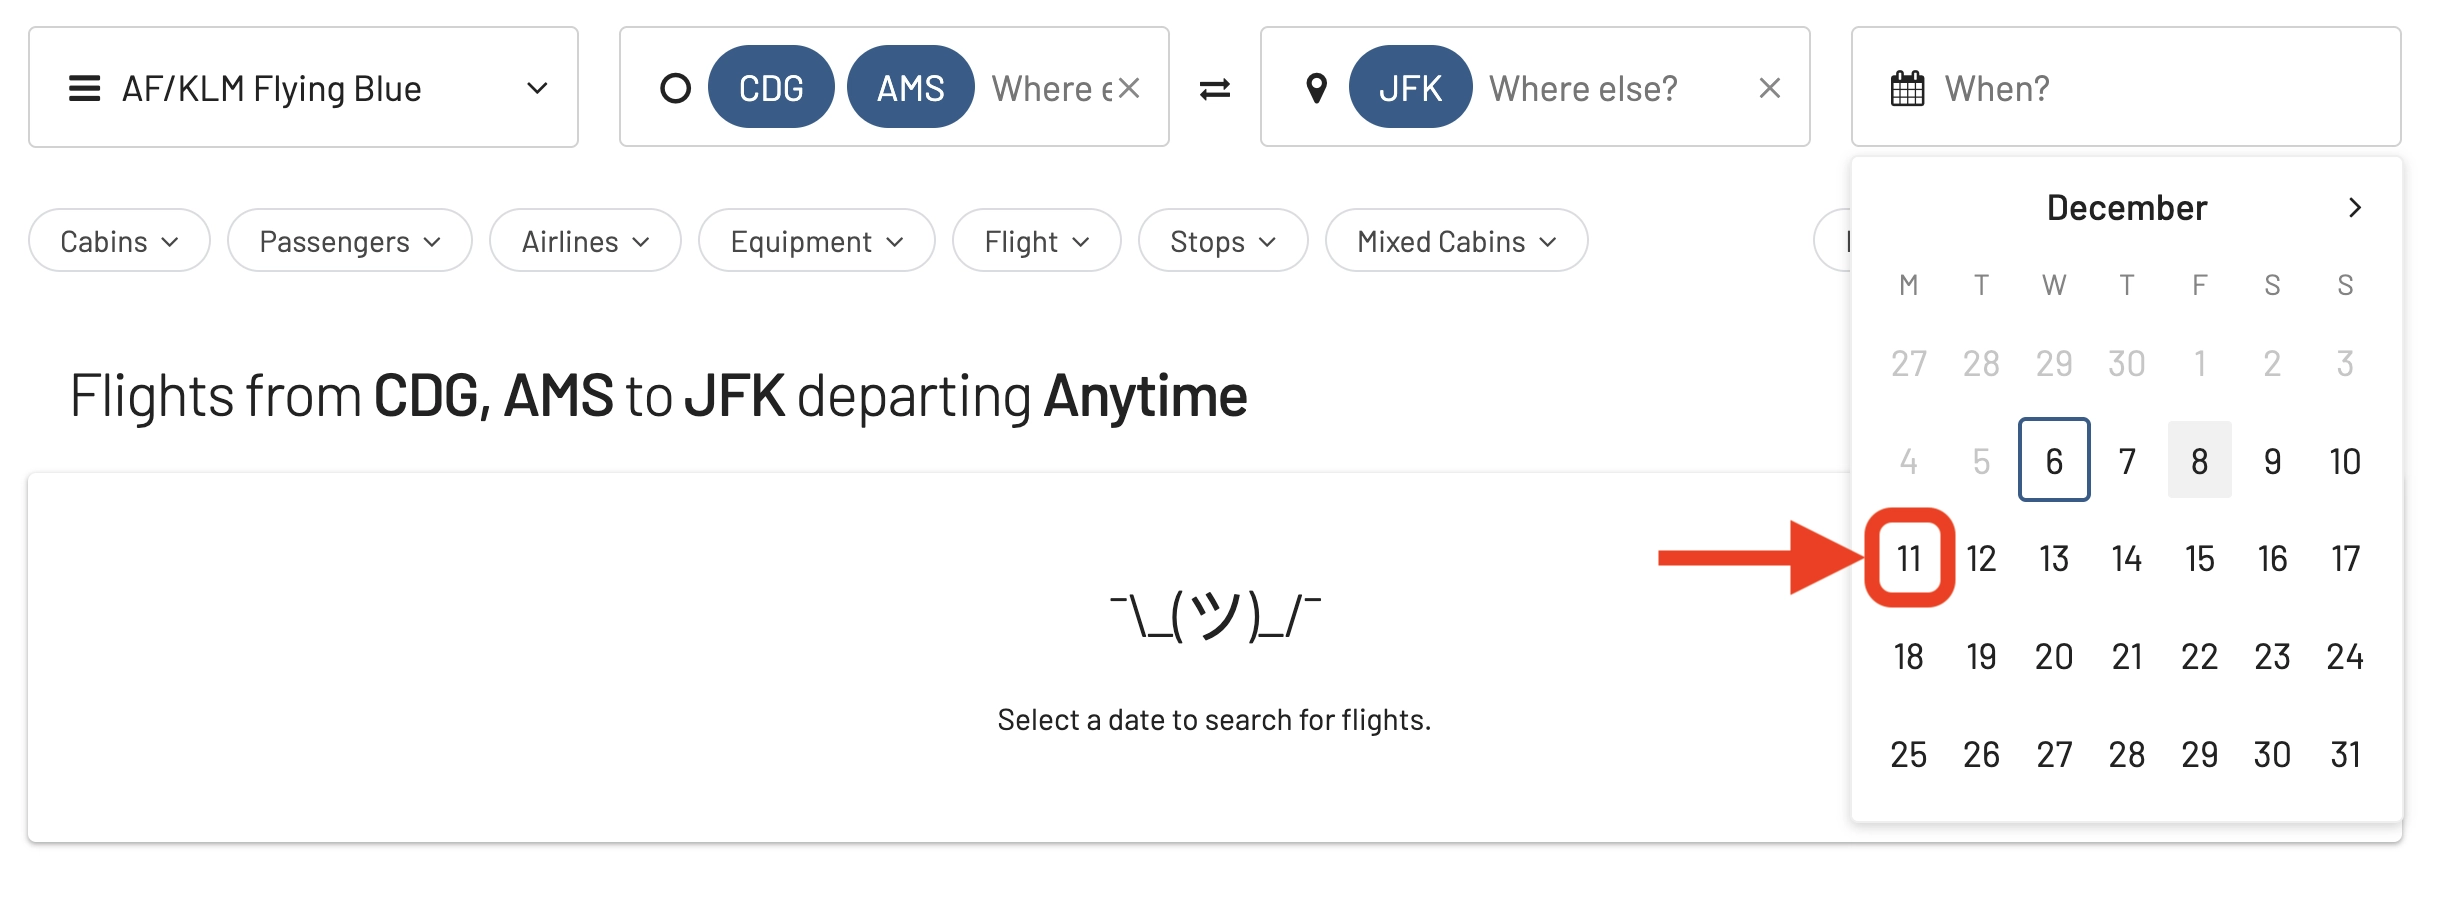 AF/KLM Flying Blue
CDG AMS Where e
JFK Where else?
When?
Cabins
Passengers
Airlines
Equipment
Flight
Stops
Mixed Cabins
Flights from CDG, AMS to JFK departing Anytime
¯\_(ツ)_/¯
Select a date to search for flights.
December
M T W T F S S
27 28 29 30 1 2 3
4 5 6 7 8 9 10
11 12 13 14 15 16 17
18 19 20 21 22 23 24
25 26 27 28 29 30 31